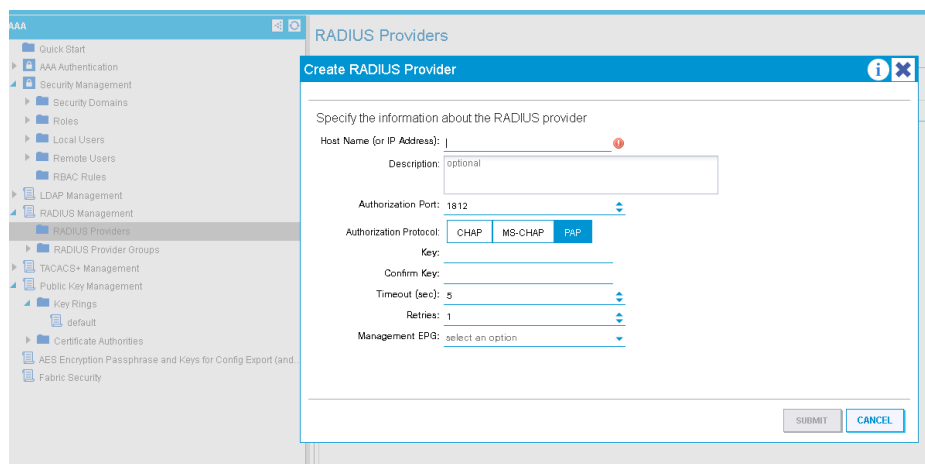 AAA
Quick Start
AAA Authentication
Security Management
Security Domains
Roles
Local Users
Remote Users
RBAC Rules
LDAP Management
RADIUS Management
RADIUS Providers
RADIUS Provider Groups
TACACS+ Management
Public Key Management
Key Rings
default
Certificate Authorities
AES Encryption Passphrase and Keys for Config Export (and...
Fabric Security
RADIUS Providers
Create RADIUS Provider
i
Specify the information about the RADIUS provider
Host Name (or IP Address):
Description: optional
Authorization Port: 1812
Authorization Protocol: CHAP MS-CHAP PAP
Key:
Confirm Key:
Timeout (sec): 5
Retries: 1
Management EPG: select an option
SUBMIT CANCEL